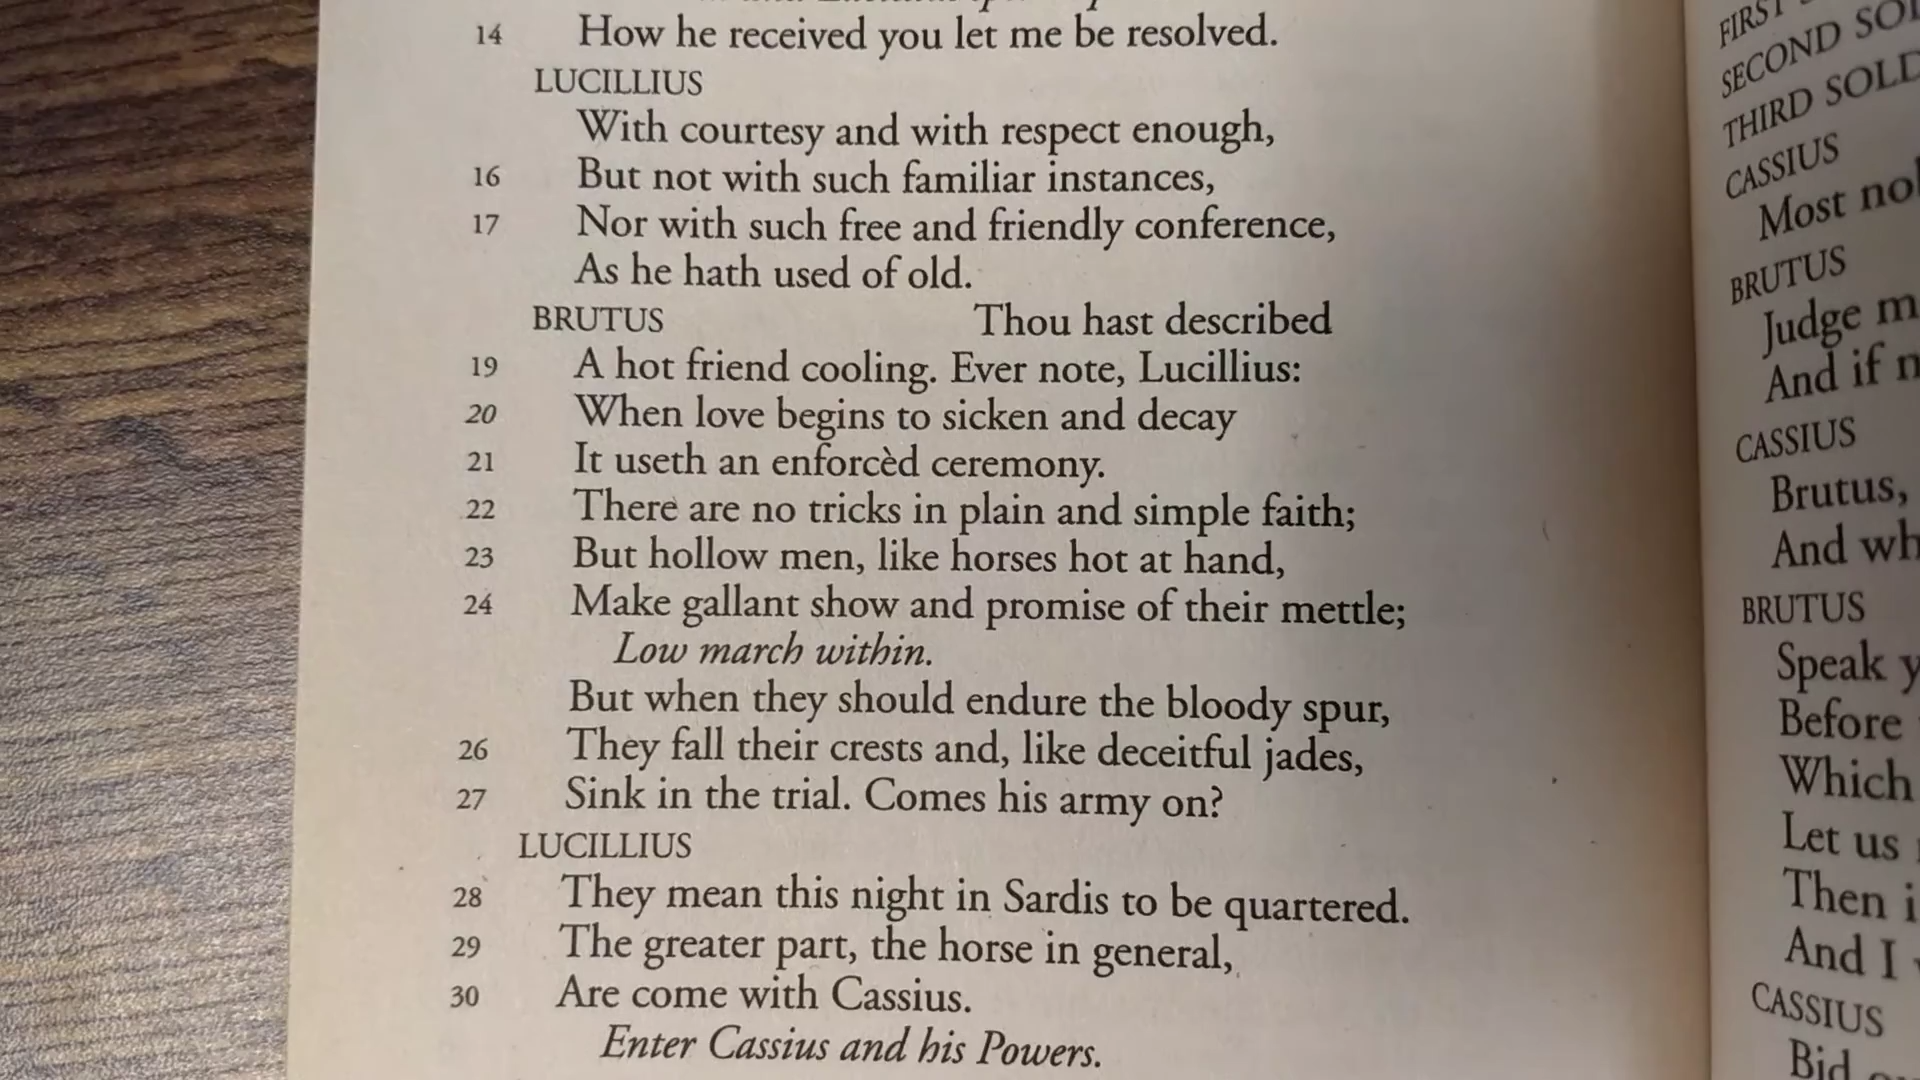 14 How he received you let me be resolved.
LUCILLIUS
With courtesy and with respect enough,
16 But not with such familiar instances,
17 Nor with such free and friendly conference,
As he hath used of old.
BRUTUS Thou hast described
19 A hot friend cooling. Ever note, Lucillius:
20 When love begins to sicken and decay
21 It useth an enforcèd ceremony.
22 There are no tricks in plain and simple faith;
23 But hollow men, like horses hot at hand,
24 Make gallant show and promise of their mettle;
Low march within.
But when they should endure the bloody spur,
26 They fall their crests and, like deceitful jades,
27 Sink in the trial. Comes his army on?
LUCILLIUS
28 They mean this night in Sardis to be quartered.
29 The greater part, the horse in general,
30 Are come with Cassius.
Enter Cassius and his Powers.
FIRST
SECOND
THIRD
CASSIUS
Most
BRUTUS
Judge
And if
CASSIUS
Brutus,
And
BRUTUS
Speak
Before
Which
Let us
Then
And I
CASSIUS
Bid